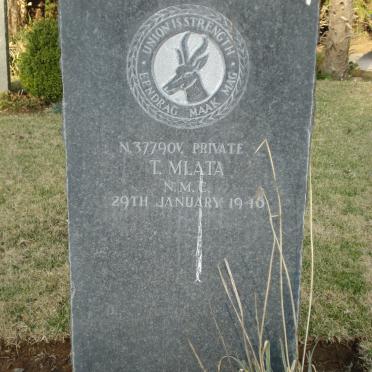 UNION IS STRENGTH
EENDRAG MAAK MAG
N. 37790V. PRIVATE
T. MLATA
N. M. C.
29TH JANUARY 1946